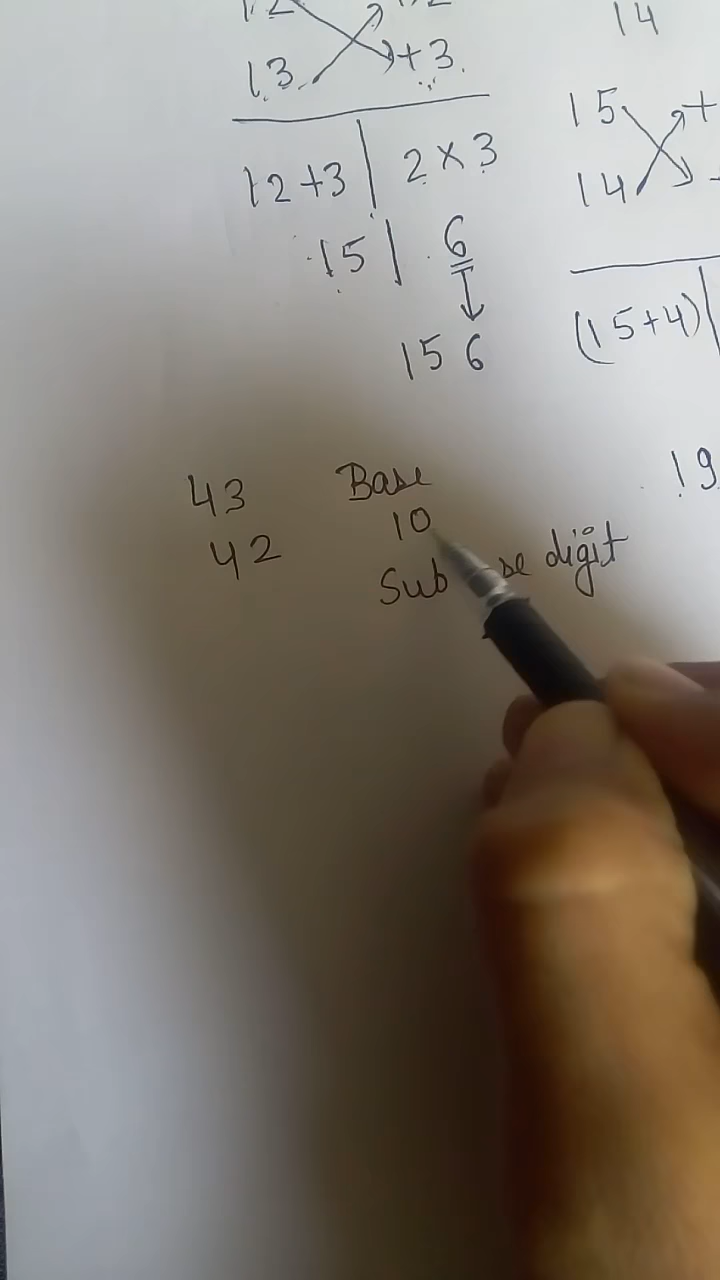 12
13 +3
12+3 | 2 × 3
15 | 6
156
14
15 +
14
(15+4) |
19
43 Base
42 10
Sub digit